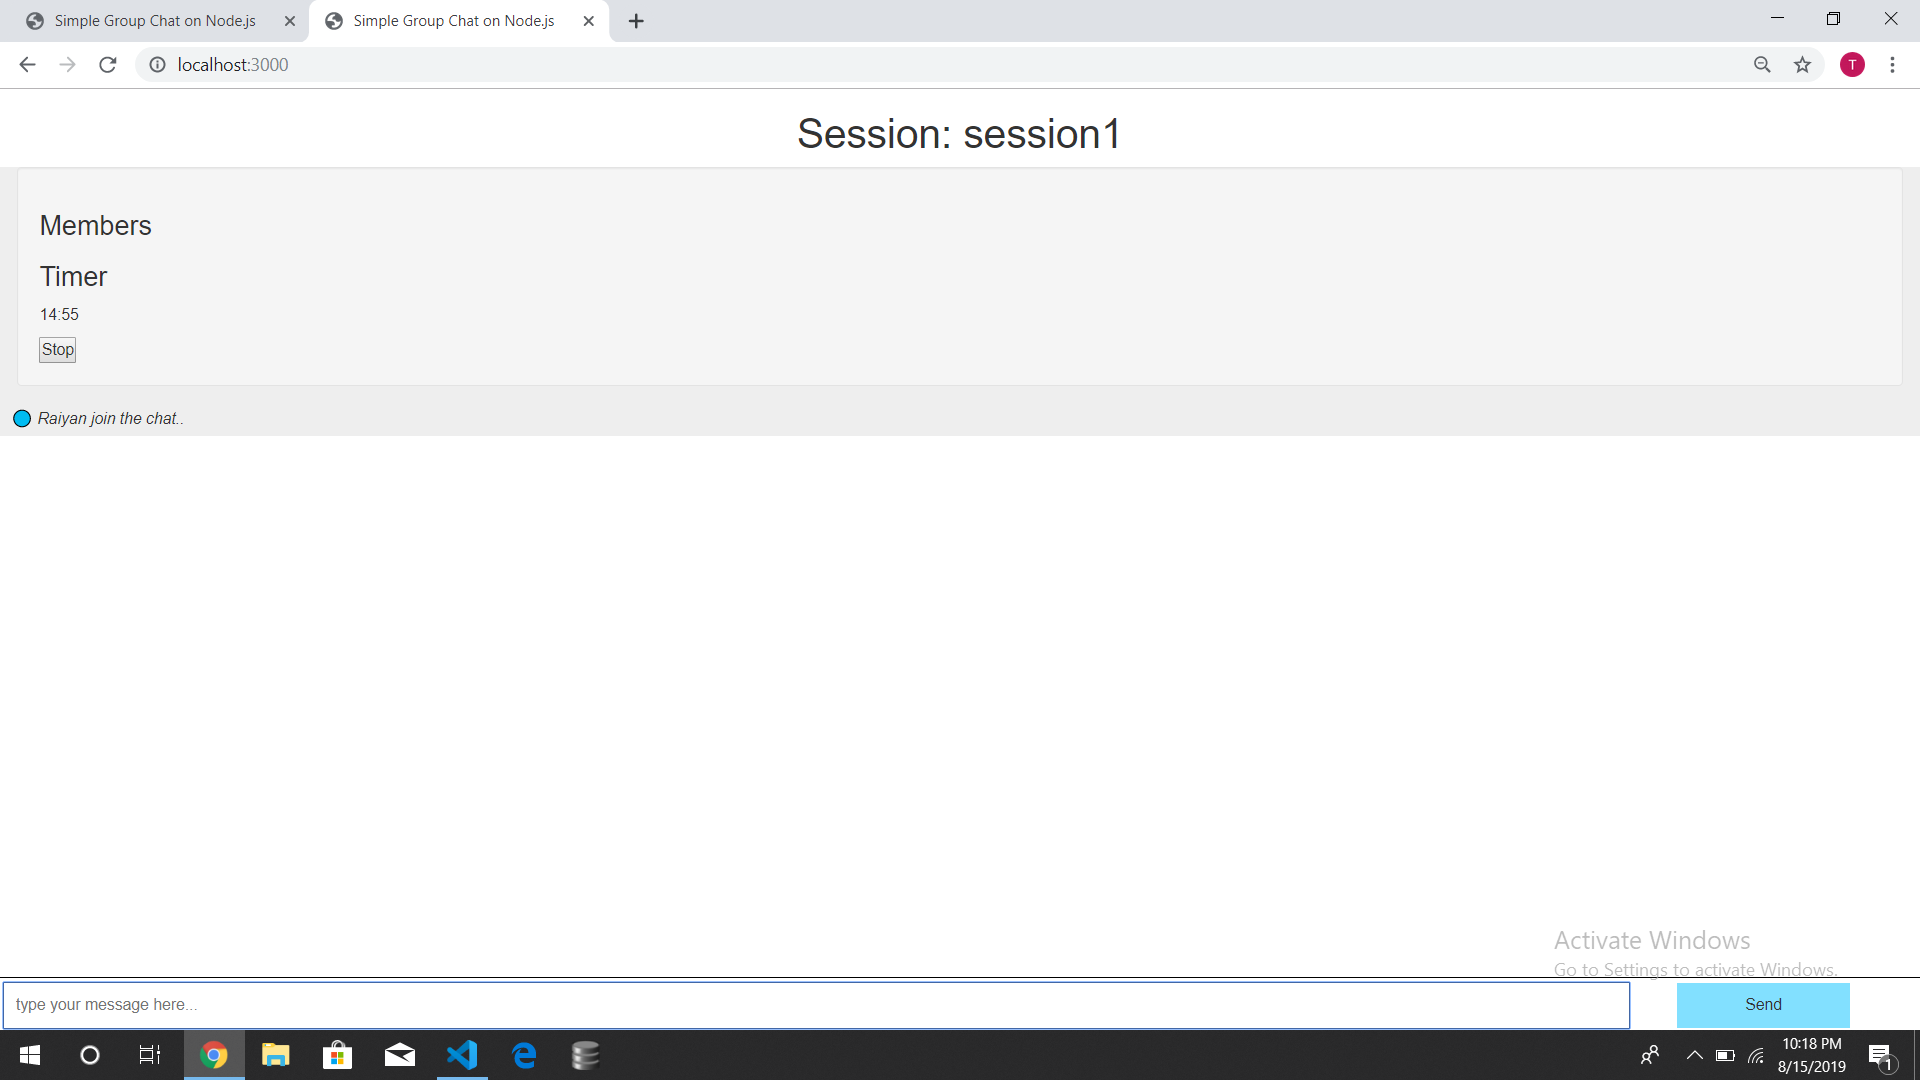 Simple Group Chat on Node.js
Simple Group Chat on Node.js
localhost:3000
T
Session: session1
Members
Timer
14:55
Stop
Raiyan join the chat..
Activate Windows
Go to Settings to activate Windows.
type your message here...
Send
10:18 PM
8/15/2019
1